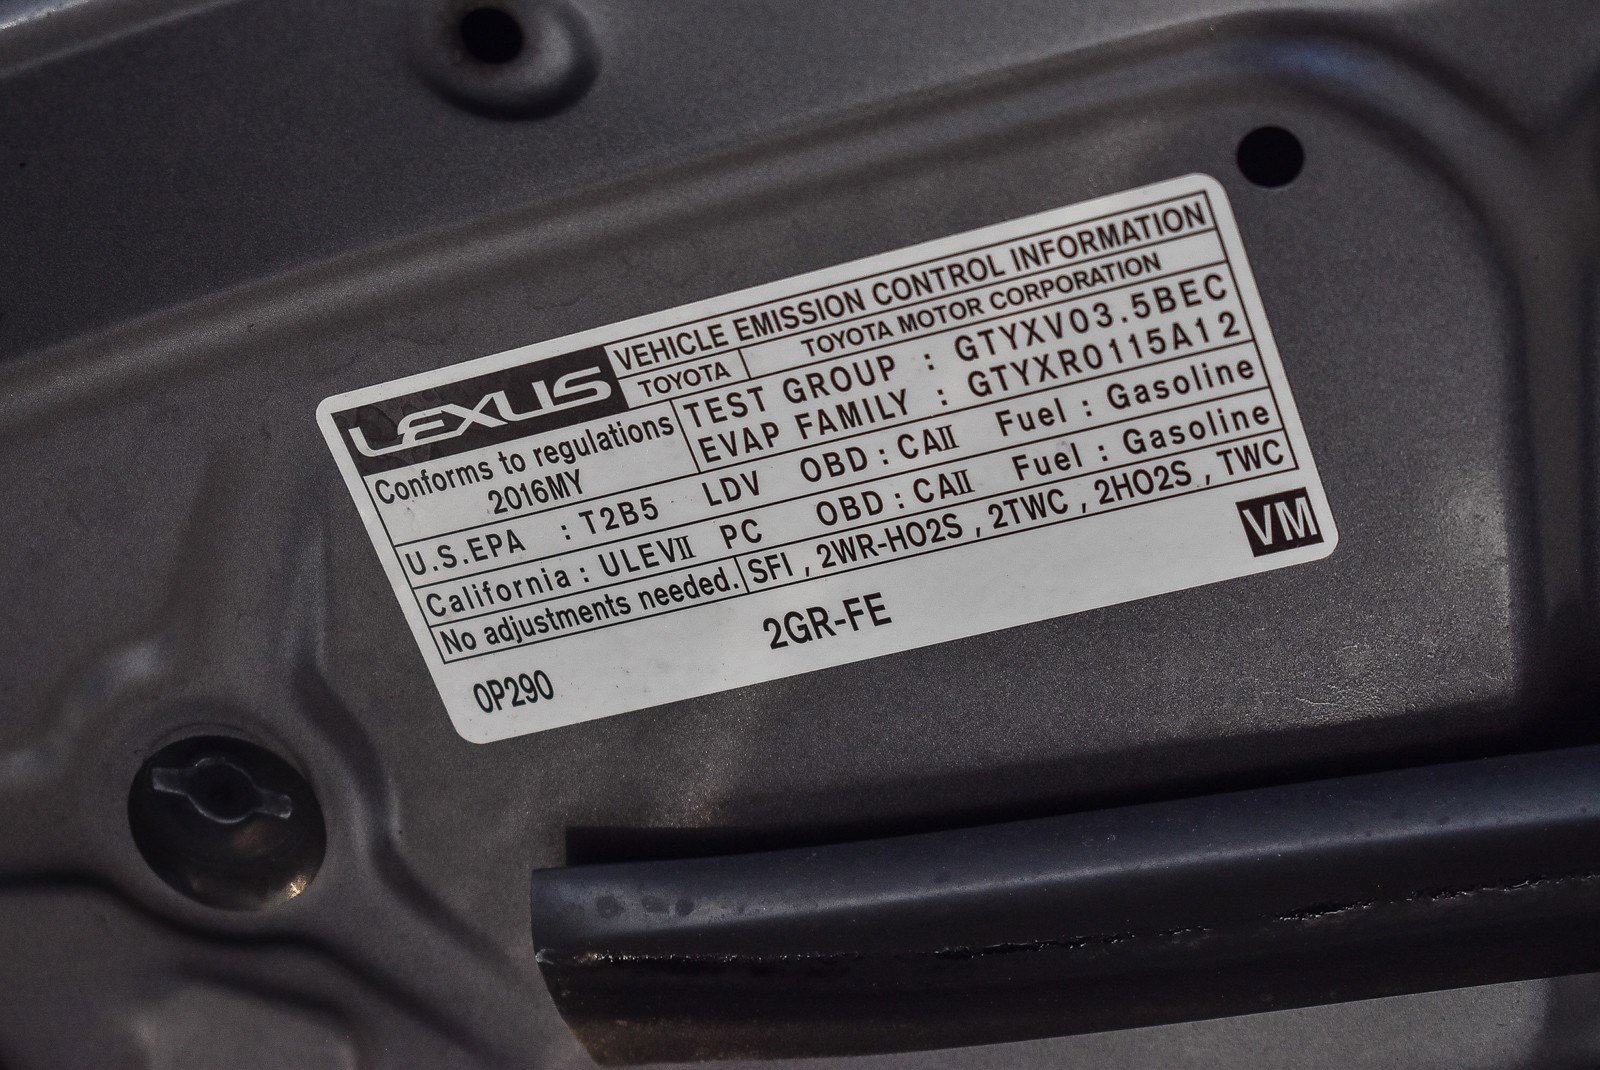 LEXUS VEHICLE EMISSION CONTROL INFORMATION
TOYOTA TOYOTA MOTOR CORPORATION
Conforms to regulations
2016MY
TEST GROUP : GTYXV03.5BEC
EVAP FAMILY : GTYXR0115A12
U.S.EPA : T2B5 LDV OBD : CAⅡ Fuel : Gasoline
California : ULEVⅡ PC OBD : CAⅡ Fuel : Gasoline
No adjustments needed. SFI , 2WR-HO2S , 2TWC , 2HO2S , TWC
0P290 2GR-FE VM